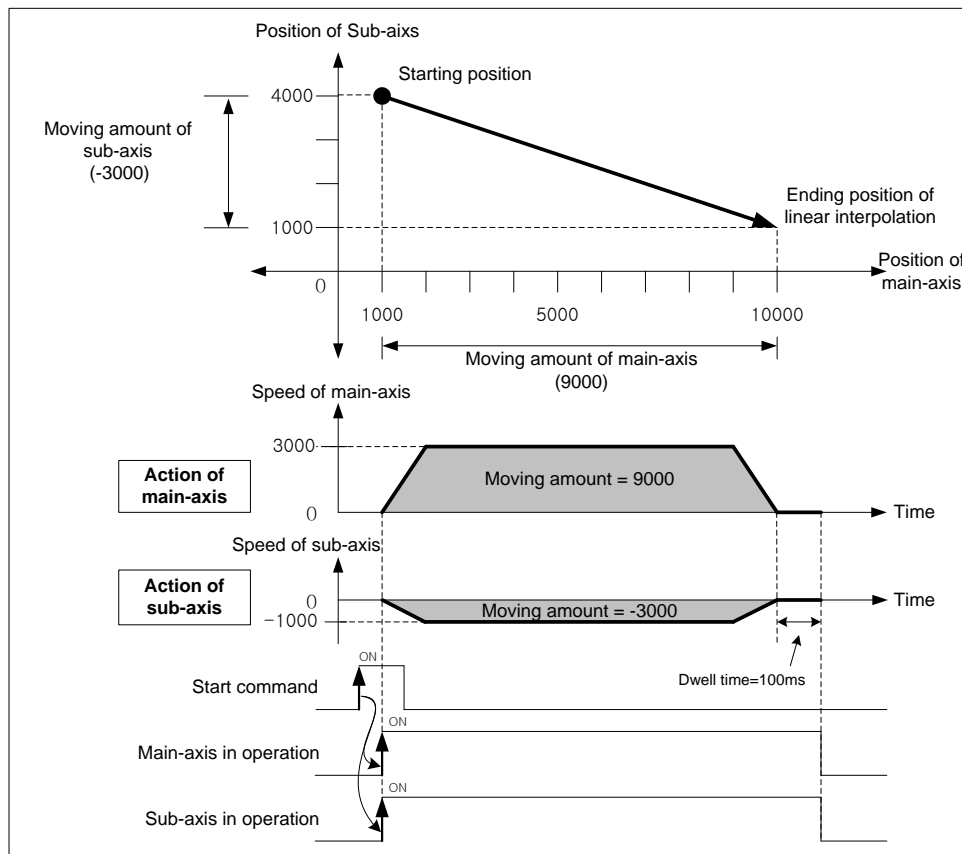 Position of Sub-aixs
Starting position
4000
Moving amount of
sub-axis
(-3000)
Ending position of
linear interpolation
1000
Position of
main-axis
0
1000
5000
10000
Moving amount of main-axis
(9000)
Speed of main-axis
3000
Action of
main-axis
Moving amount = 9000
0
Time
Speed of sub-axis
Action of
sub-axis
0
Moving amount = -3000
Time
-1000
ON
Dwell time=100ms
Start command
ON
Main-axis in operation
ON
Sub-axis in operation